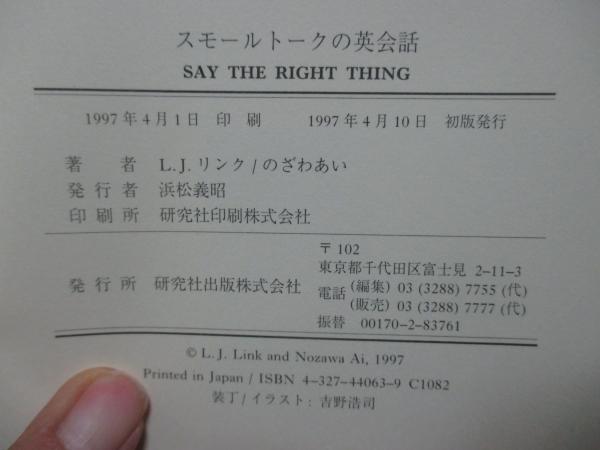 スモールトークの英会話
SAY THE RIGHT THING
1997年4月1日 印 刷 1997年4月10日 初版発行
著 者 L.J.リンク/のざわあい
発行者 浜松義昭
印刷所 研究社印刷株式会社
発行所 研究社出版株式会社
〒102
東京都千代田区富士見 2-11-3
電話 (編集) 03 (3288) 7755 (代)
(販売) 03 (3288) 7777 (代)
振替 00170-2-83761
© L. J. Link and Nozawa Ai, 1997
Printed in Japan / ISBN 4-327-44063-9 C1082
装丁/イラスト: 吉野浩司